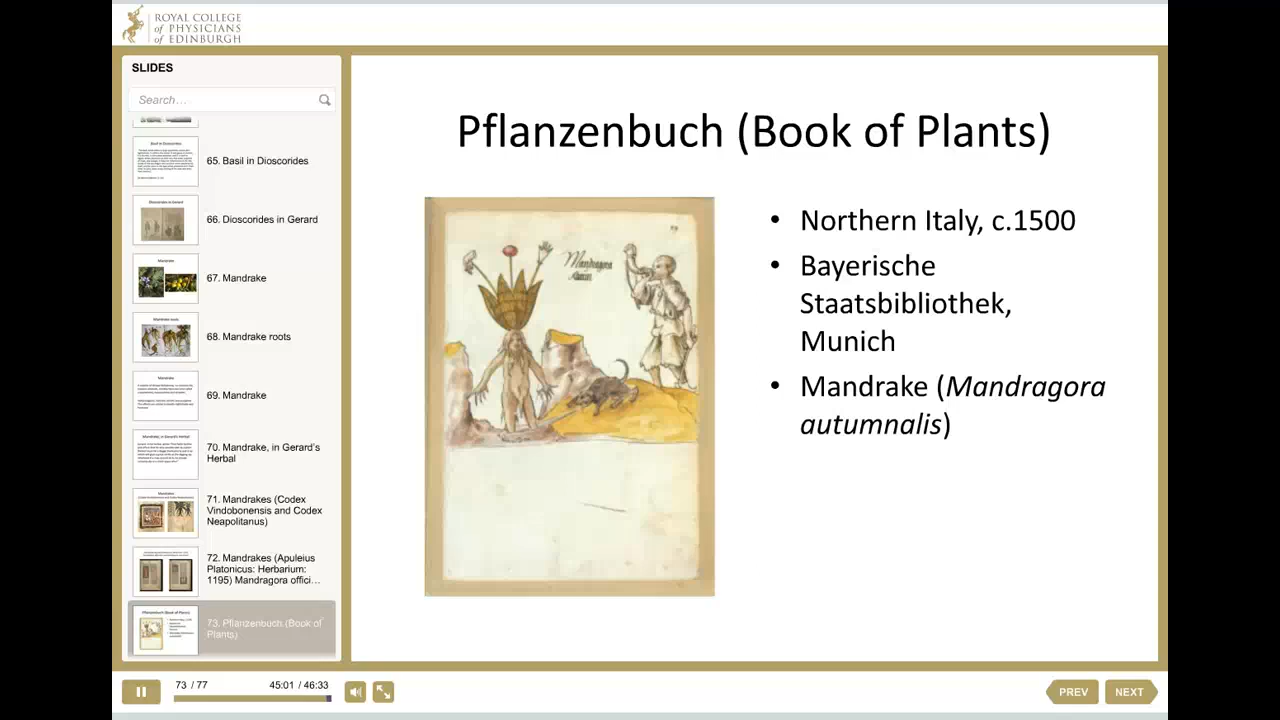 ROYAL COLLEGE
of PHYSICIANS
of EDINBURGH
SLIDES
Search...
65. Basil in Dioscorides
66. Dioscorides in Gerard
67. Mandrake
68. Mandrake roots
69. Mandrake
70. Mandrake, in Gerard's
Herbal
71. Mandrakes (Codex
Vindobonensis and Codex
Neapolitanus)
72. Mandrakes (Apuleius
Platonicus: Herbarium:
1195) Mandragora offici...
73. Pflanzenbuch (Book of
Plants)
Pflanzenbuch (Book of Plants)
Mandragora
• Northern Italy, c.1500
• Bayerische
Staatsbibliothek,
Munich
• Mandrake (Mandragora
autumnalis)
73 / 77
45:01 / 46:33
PREV
NEXT